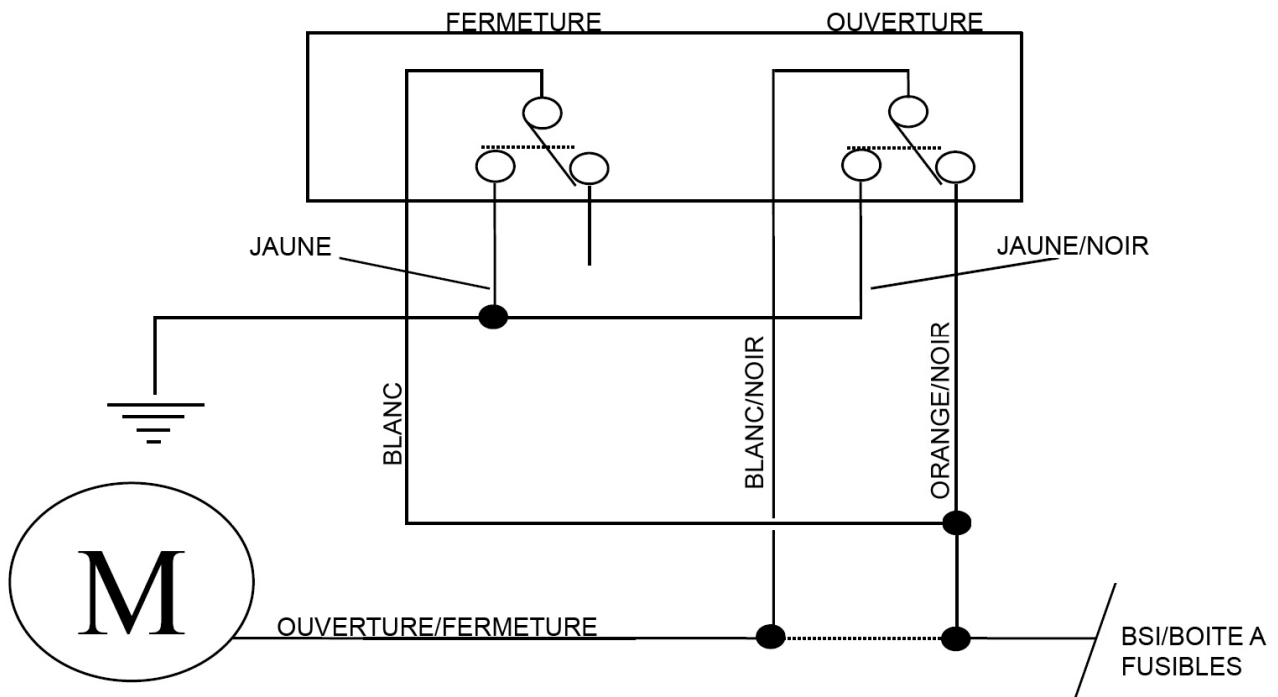 FERMETURE
OUVERTURE
JAUNE
JAUNE/NOIR
BLANC
BLANC/NOIR
ORANGE/NOIR
M
OUVERTURE/FERMETURE
BSI/BOITE A
FUSIBLES